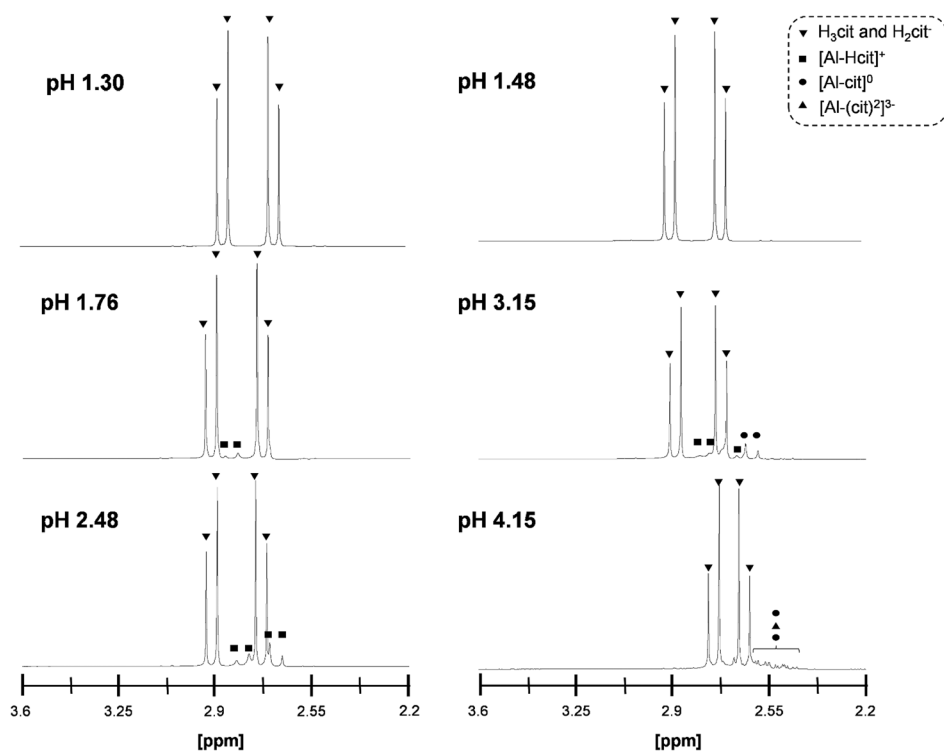 H₃cit and H₂cit⁻
[Al-Hcit]⁺
[Al-cit]⁰
[Al-(cit)²]³⁻
pH 1.30
pH 1.48
pH 1.76
pH 3.15
pH 2.48
pH 4.15
3.6 3.25 2.9 2.55 2.2
[ppm]
3.6 3.25 2.9 2.55 2.2
[ppm]